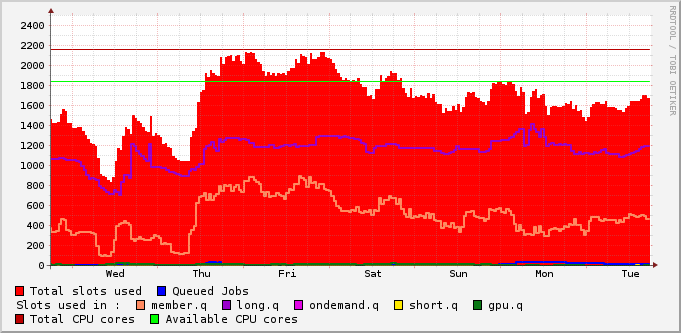 2400
2200
2000
1800
1600
1400
1200
1000
800
600
400
200
0
Wed Thu Fri Sat Sun Mon Tue
Total slots used Queued Jobs
Slots used in : member.q long.q ondemand.q short.q gpu.q
Total CPU cores Available CPU cores
RRDTOOL / TOBI OETIKER